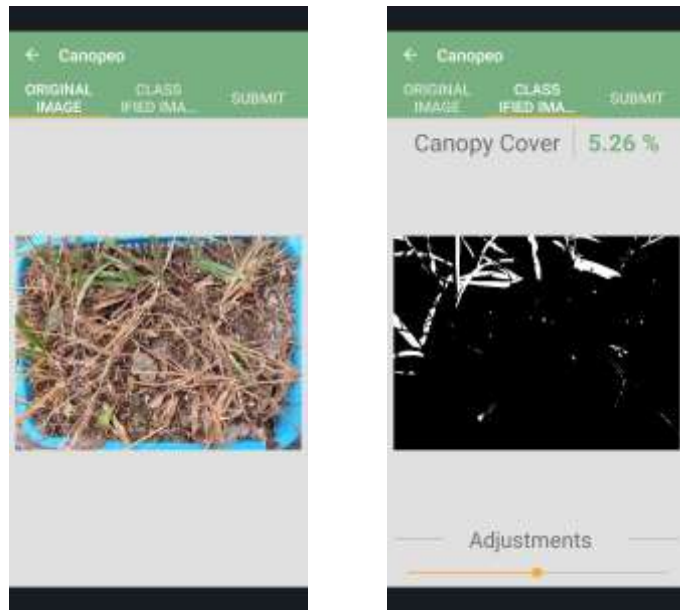 ← Canopeo
ORIGINAL IMAGE
CLASS IFIED IMA...
SUBMIT
← Canopeo
ORIGINAL IMAGE
CLASS IFIED IMA...
SUBMIT
Canopy Cover | 5.26 %
Adjustments